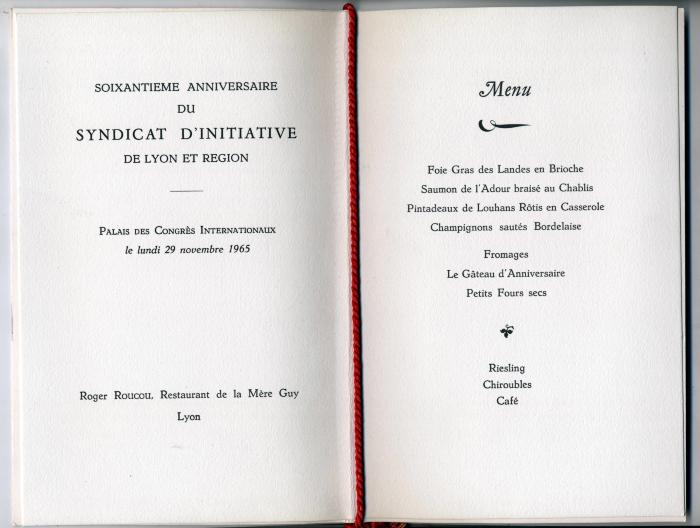 SOIXANTIEME ANNIVERSAIRE
DU
SYNDICAT D'INITIATIVE
DE LYON ET REGION
Palais des Congrès Internationaux
le lundi 29 novembre 1965
Roger Roucou, Restaurant de la Mère Guy
Lyon
Menu
Foie Gras des Landes en Brioche
Saumon de l'Adour braisé au Chablis
Pintadeaux de Louhans Rôtis en Casserole
Champignons sautés Bordelaise
Fromages
Le Gâteau d'Anniversaire
Petits Fours secs
Riesling
Chiroubles
Café